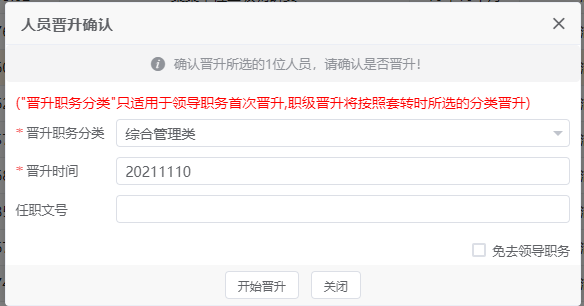 人员晋升确认
确认晋升所选的1位人员，请确认是否晋升！
("晋升职务分类"只适用于领导职务首次晋升,职级晋升将按照套转时所选的分类晋升)
* 晋升职务分类 综合管理类
* 晋升时间 20211110
任职文号
免去领导职务
开始晋升 关闭